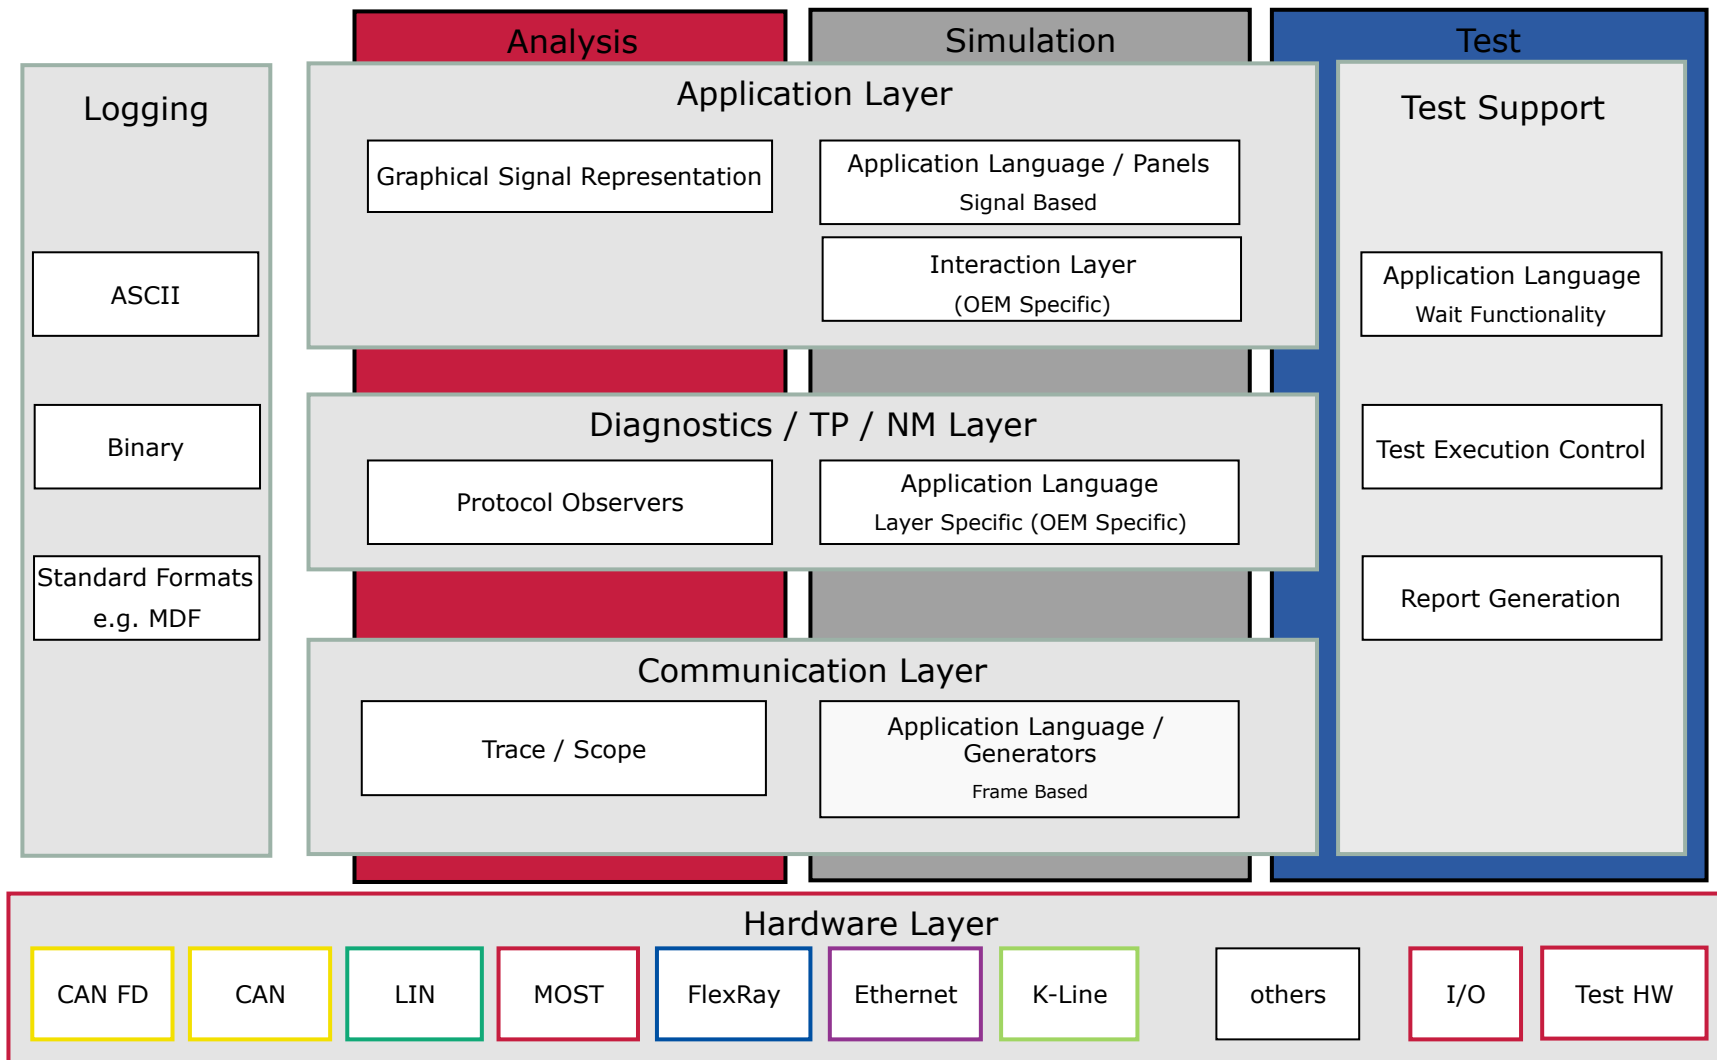 Analysis
Simulation
Test
Logging
ASCII
Binary
Standard Formats
e.g. MDF
Application Layer
Graphical Signal Representation
Application Language / Panels
Signal Based
Interaction Layer
(OEM Specific)
Diagnostics / TP / NM Layer
Protocol Observers
Application Language
Layer Specific (OEM Specific)
Communication Layer
Trace / Scope
Application Language /
Generators
Frame Based
Test Support
Application Language
Wait Functionality
Test Execution Control
Report Generation
Hardware Layer
CAN FD
CAN
LIN
MOST
FlexRay
Ethernet
K-Line
others
I/O
Test HW